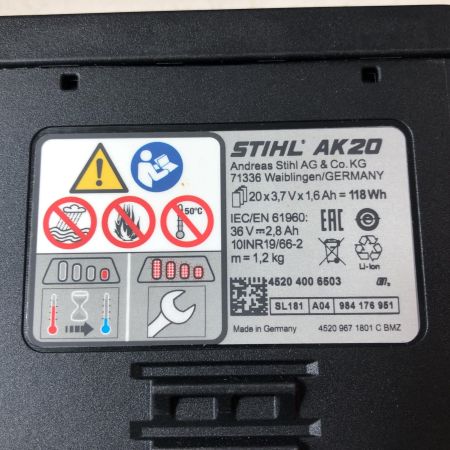 STIHL AK20
Andreas Stihl AG & Co. KG
71336 Waiblingen/GERMANY
20 x 3,7 V x 1,6 Ah = 118 Wh
IEC/EN 61960:
36 V ⎓ 2,8 Ah
10INR19/66-2
m = 1,2 kg
EAC
Li-Ion
50°C
4520 400 6503
SL181 A04 984 176 951
Made in Germany 4520 967 1801 C BMZ